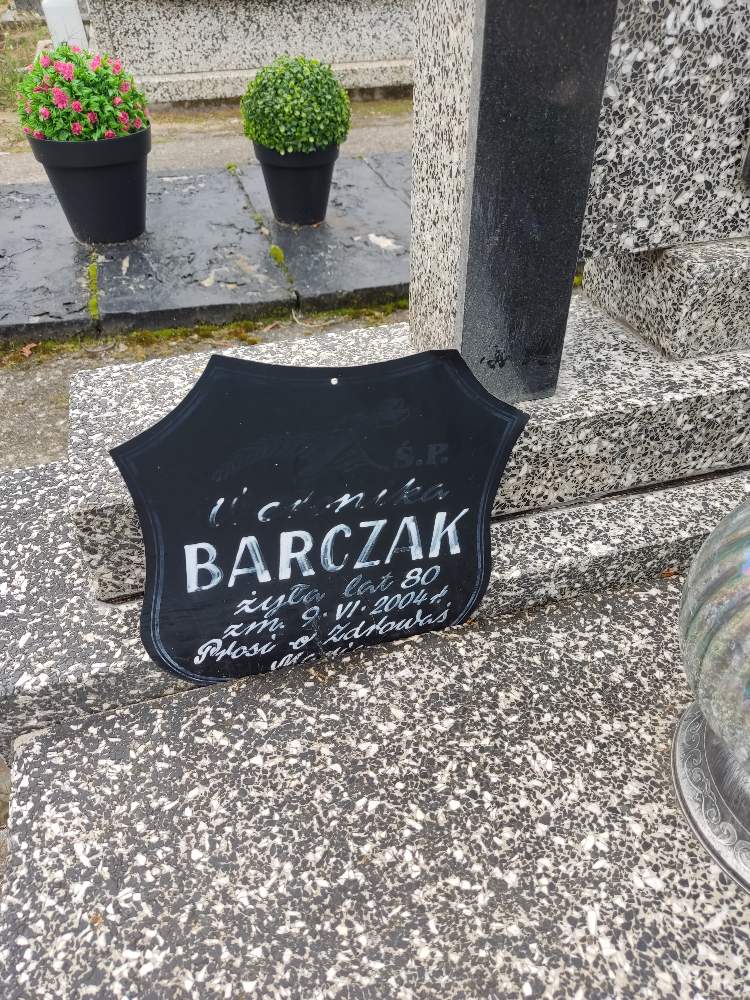 Ś.P.
BARCZAK
żyła lat 80
zm. 9.VI.2004 r.
Prosi o Zdrowaś